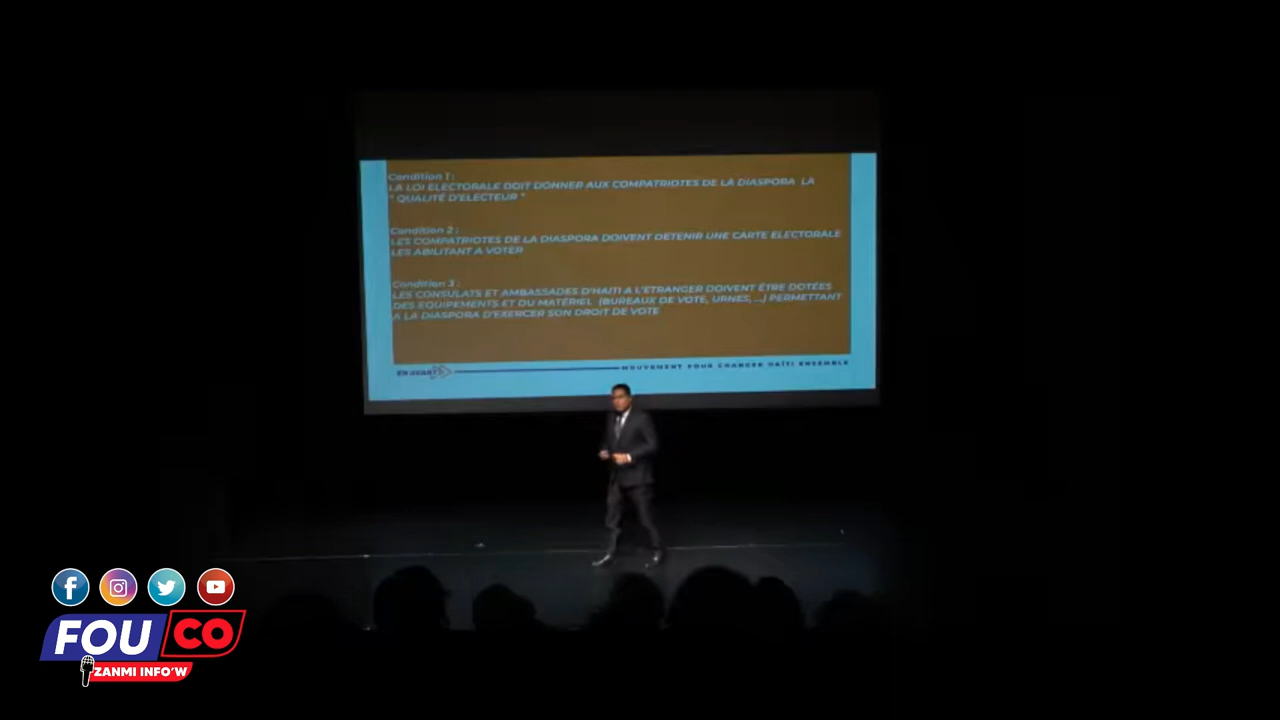 Condition 1 :
LA LOI ELECTORALE DOIT DONNER AUX COMPATRIOTES DE LA DIASPORA LA
" QUALITÉ D'ELECTEUR "
Condition 2 :
LES COMPATRIOTES DE LA DIASPORA DOIVENT DETENIR UNE CARTE ELECTORALE
LES ABILITANT A VOTER
Condition 3 :
LES CONSULATS ET AMBASSADES D'HAITI A L'ETRANGER DOIVENT ÊTRE DOTÉES
DES EQUIPEMENTS ET DU MATÉRIEL (BUREAUX DE VOTE, URNES, ...) PERMETTANT
A LA DIASPORA D'EXERCER SON DROIT DE VOTE
EN AVANT
MOUVEMENT POUR CHANGER HAÏTI ENSEMBLE
FOU CO
ZANMI INFO'W